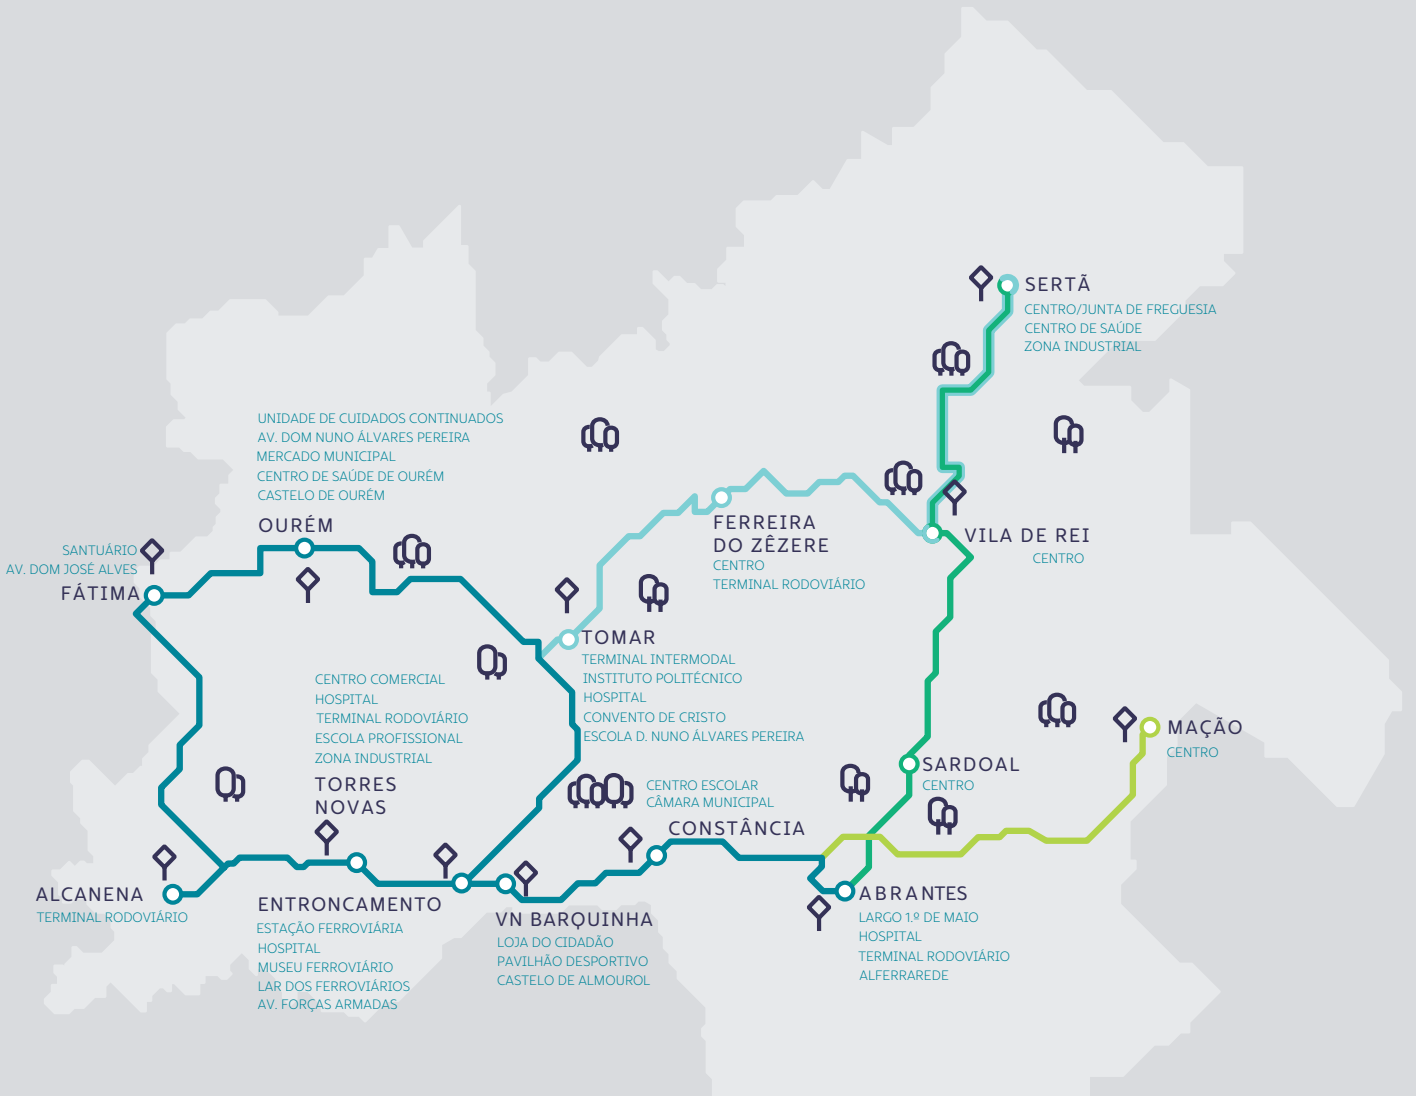 SERTÃ
CENTRO/JUNTA DE FREGUESIA
CENTRO DE SAÚDE
ZONA INDUSTRIAL
UNIDADE DE CUIDADOS CONTINUADOS
AV. DOM NUNO ÁLVARES PEREIRA
MERCADO MUNICIPAL
CENTRO DE SAÚDE DE OURÉM
CASTELO DE OURÉM
OURÉM
SANTUÁRIO
AV. DOM JOSÉ ALVES
FÁTIMA
FERREIRA
DO ZÊZERE
CENTRO
TERMINAL RODOVIÁRIO
VILA DE REI
CENTRO
TOMAR
TERMINAL INTERMODAL
INSTITUTO POLITÉCNICO
HOSPITAL
CONVENTO DE CRISTO
ESCOLA D. NUNO ÁLVARES PEREIRA
CENTRO COMERCIAL
HOSPITAL
TERMINAL RODOVIÁRIO
ESCOLA PROFISSIONAL
ZONA INDUSTRIAL
TORRES
NOVAS
MAÇÃO
CENTRO
SARDOAL
CENTRO
CENTRO ESCOLAR
CÂMARA MUNICIPAL
CONSTÂNCIA
ALCANENA
TERMINAL RODOVIÁRIO
ENTRONCAMENTO
ESTAÇÃO FERROVIÁRIA
HOSPITAL
MUSEU FERROVIÁRIO
LAR DOS FERROVIÁRIOS
AV. FORÇAS ARMADAS
VN BARQUINHA
LOJA DO CIDADÃO
PAVILHÃO DESPORTIVO
CASTELO DE ALMOUROL
ABRANTES
LARGO 1.º DE MAIO
HOSPITAL
TERMINAL RODOVIÁRIO
ALFERRAREDE